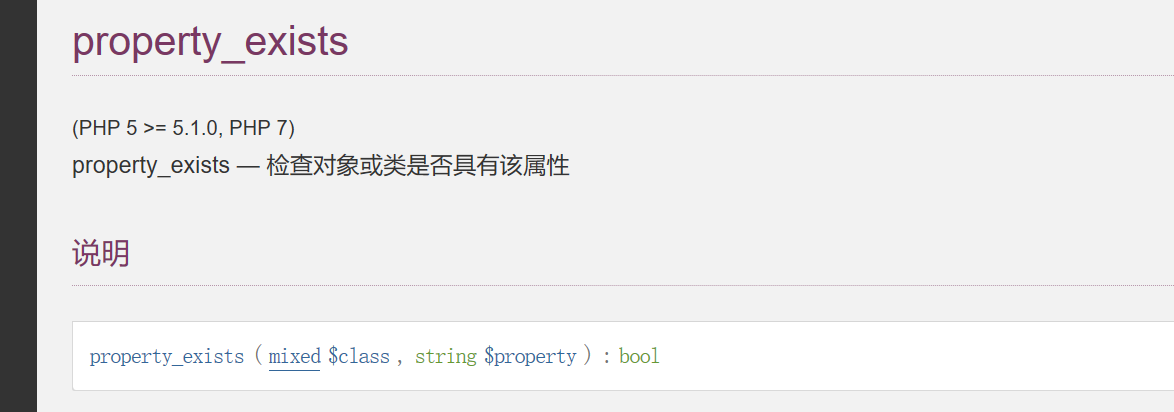 property_exists
(PHP 5 >= 5.1.0, PHP 7)
property_exists — 检查对象或类是否具有该属性
说明
property_exists ( mixed $class , string $property ) : bool